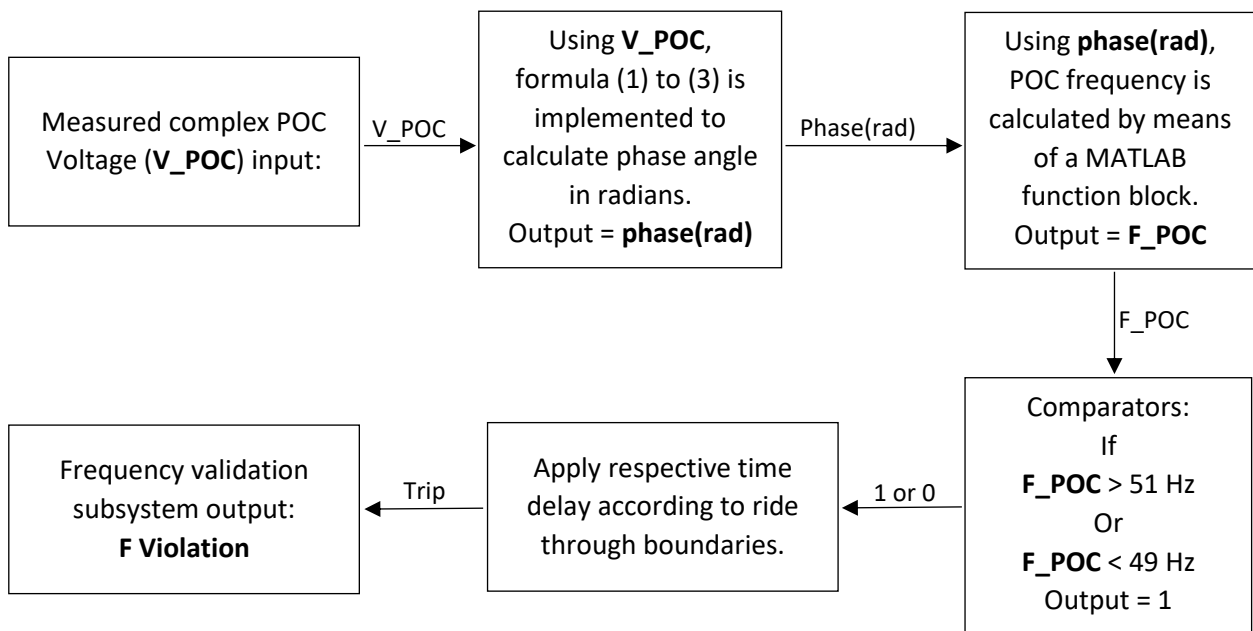 Measured complex POC
Voltage (V_POC) input:
V_POC
Using V_POC,
formula (1) to (3) is
implemented to
calculate phase angle
in radians.
Output = phase(rad)
Phase(rad)
Using phase(rad),
POC frequency is
calculated by means
of a MATLAB
function block.
Output = F_POC
F_POC
Comparators:
If
F_POC > 51 Hz
Or
F_POC < 49 Hz
Output = 1
1 or 0
Apply respective time
delay according to ride
through boundaries.
Trip
Frequency validation
subsystem output:
F Violation